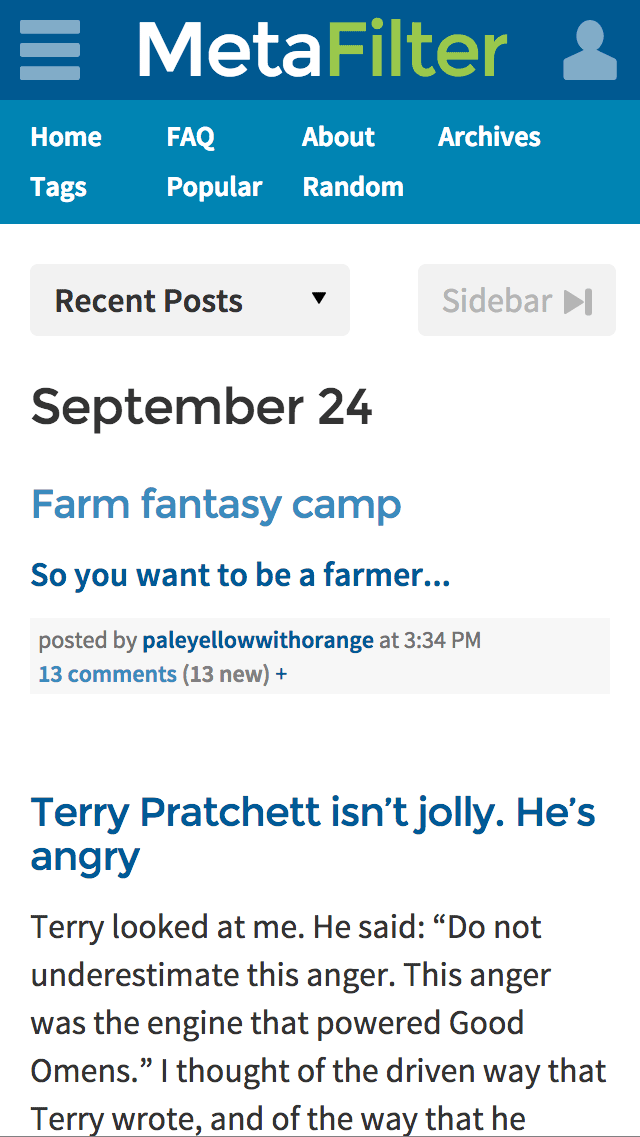 MetaFilter
Home FAQ About Archives
Tags Popular Random
Recent Posts Sidebar
September 24
Farm fantasy camp
So you want to be a farmer...
posted by paleyellowwithorange at 3:34 PM
13 comments (13 new) +
Terry Pratchett isn’t jolly. He’s
angry
Terry looked at me. He said: “Do not
underestimate this anger. This anger
was the engine that powered Good
Omens.” I thought of the driven way that
Terry wrote, and of the way that he